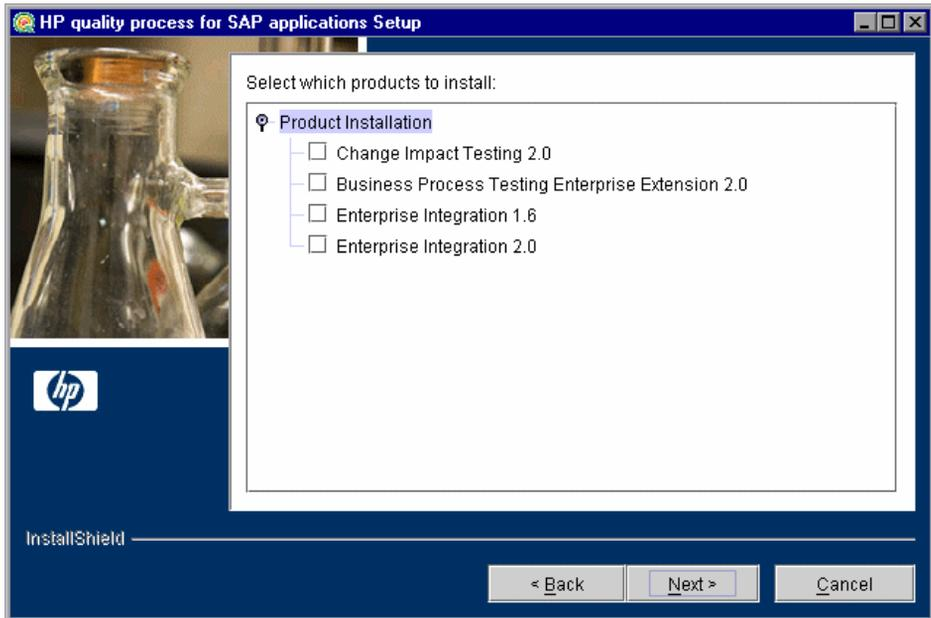 HP quality process for SAP applications Setup
Select which products to install:
Product Installation
Change Impact Testing 2.0
Business Process Testing Enterprise Extension 2.0
Enterprise Integration 1.6
Enterprise Integration 2.0
hp
InstallShield
< Back
Next >
Cancel